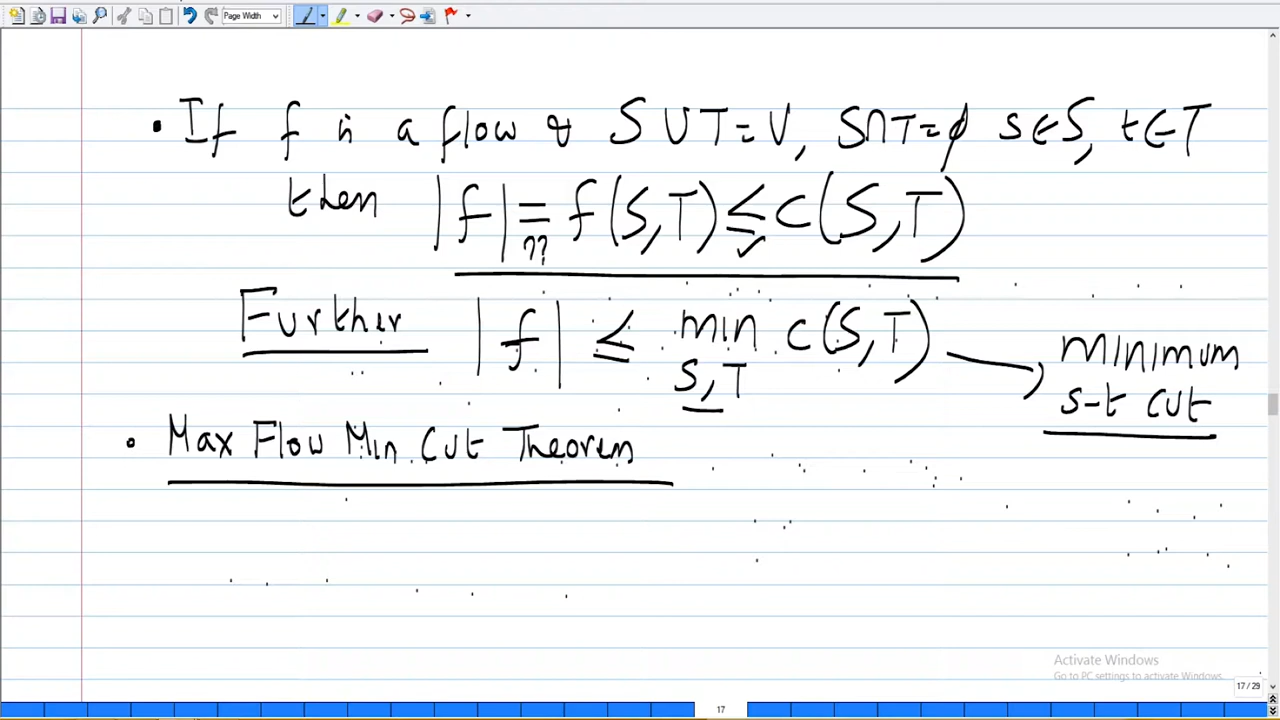 Page Width
• If f is a flow & S ∪ T = V, S ∩ T = ϕ s ∈ S, t ∈ T
then |f| = f(S,T) ≤ c(S,T)
?? ✓
Further |f| ≤ min c(S,T) → minimum
S,T s-t cut
• Max Flow Min Cut Theorem
Activate Windows
Go to PC settings to activate Windows.
17 / 29
17